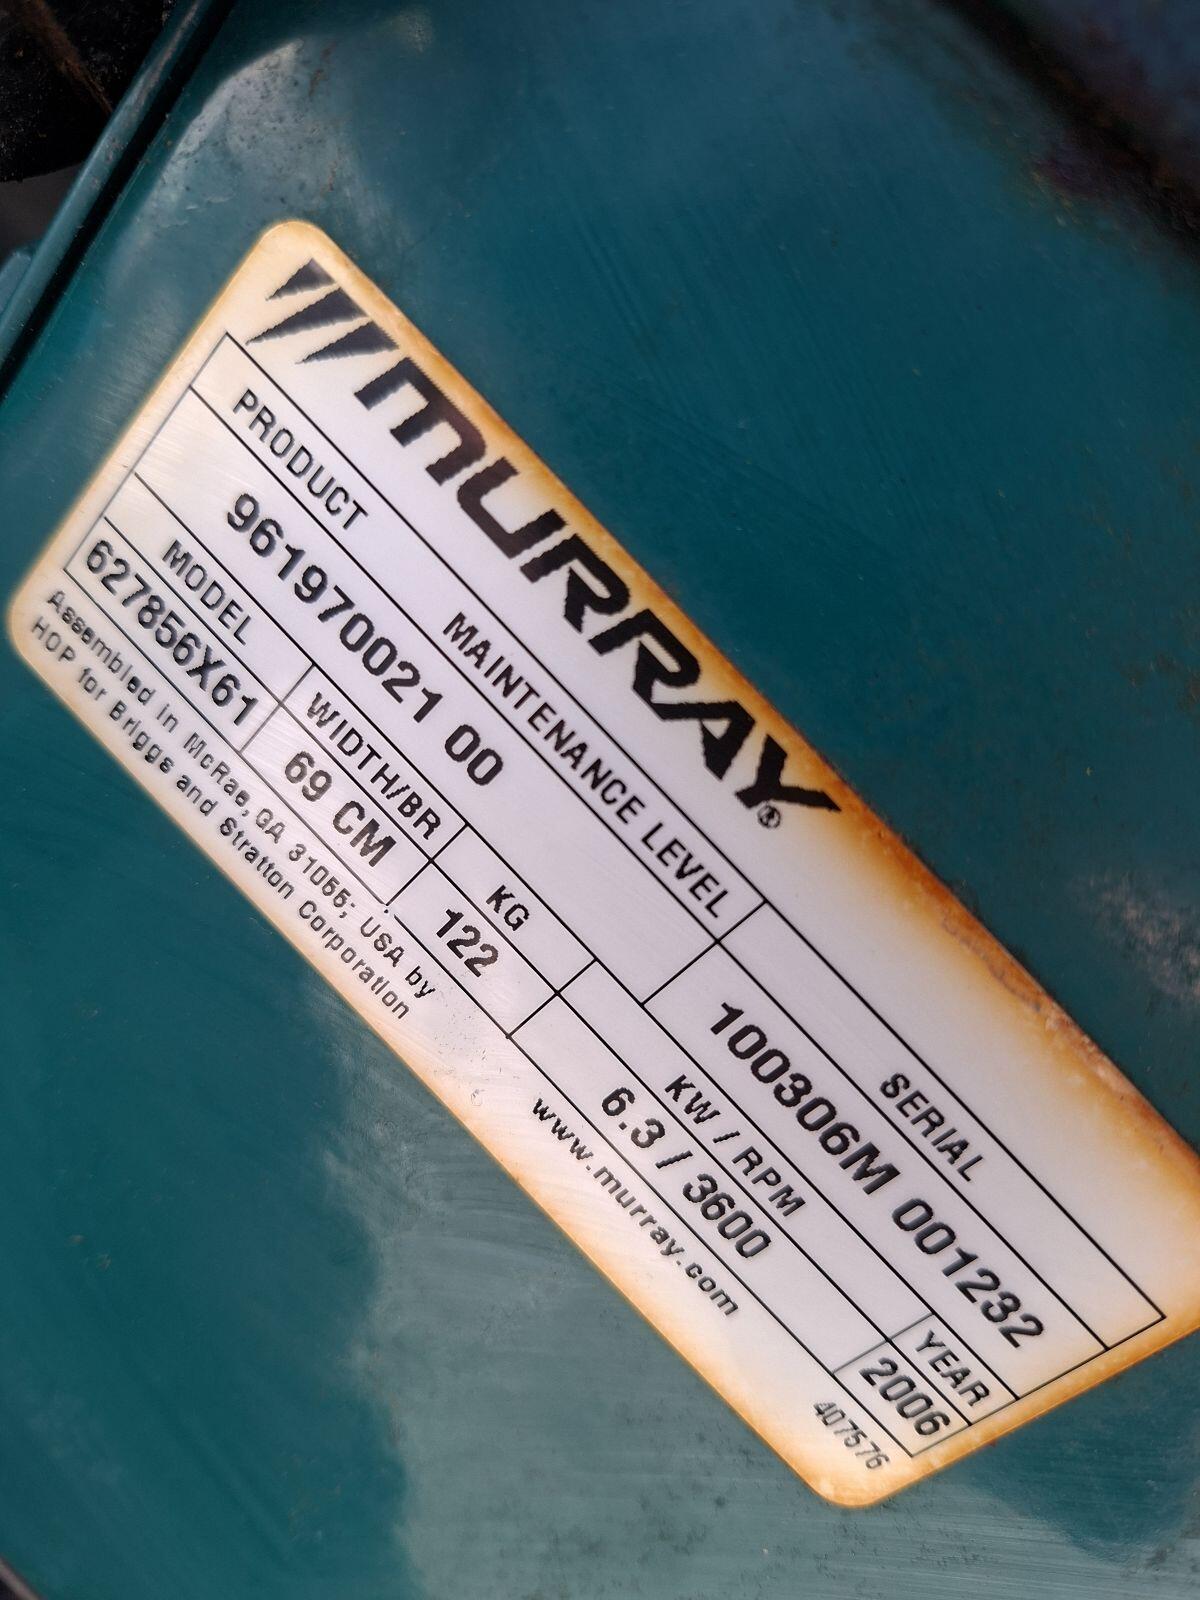 MURRAY®
PRODUCT MAINTENANCE LEVEL SERIAL
961970021 00 100306M 001232
MODEL WIDTH/BR KG KW / RPM YEAR
627856X61 69 CM 122 6.3 / 3600 2006
Assembled in McRae, GA 31055; USA by www.murray.com 407576
HOP for Briggs and Stratton Corporation